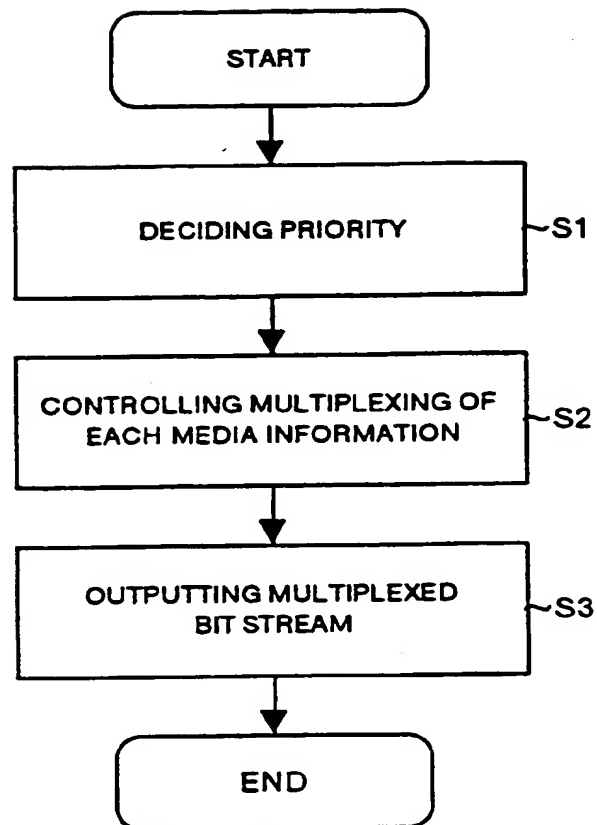 START
DECIDING PRIORITY
~S1
CONTROLLING MULTIPLEXING OF
EACH MEDIA INFORMATION
~S2
OUTPUTTING MULTIPLEXED
BIT STREAM
~S3
END